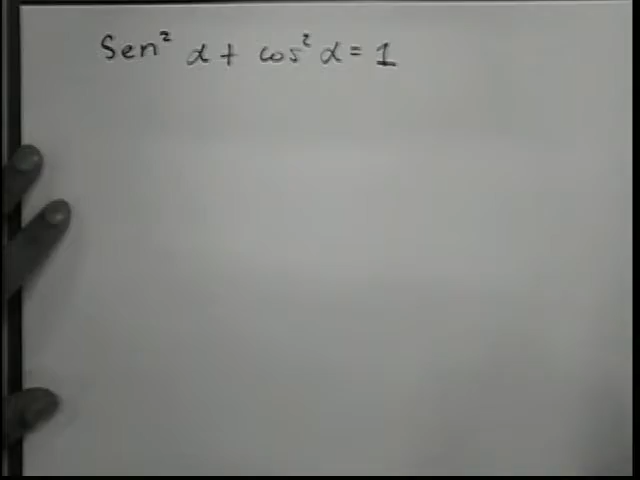 Sen² α + cos² α = 1